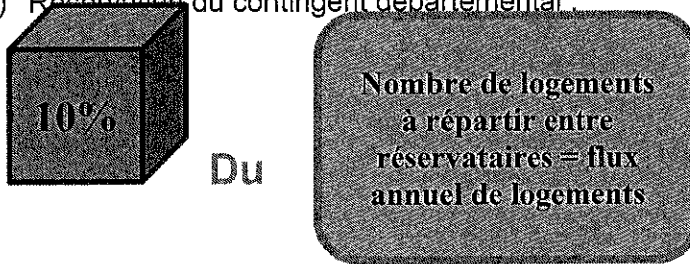 du contingent départemental :
10%
Du
Nombre de logements
à répartir entre
réservataires = flux
annuel de logements